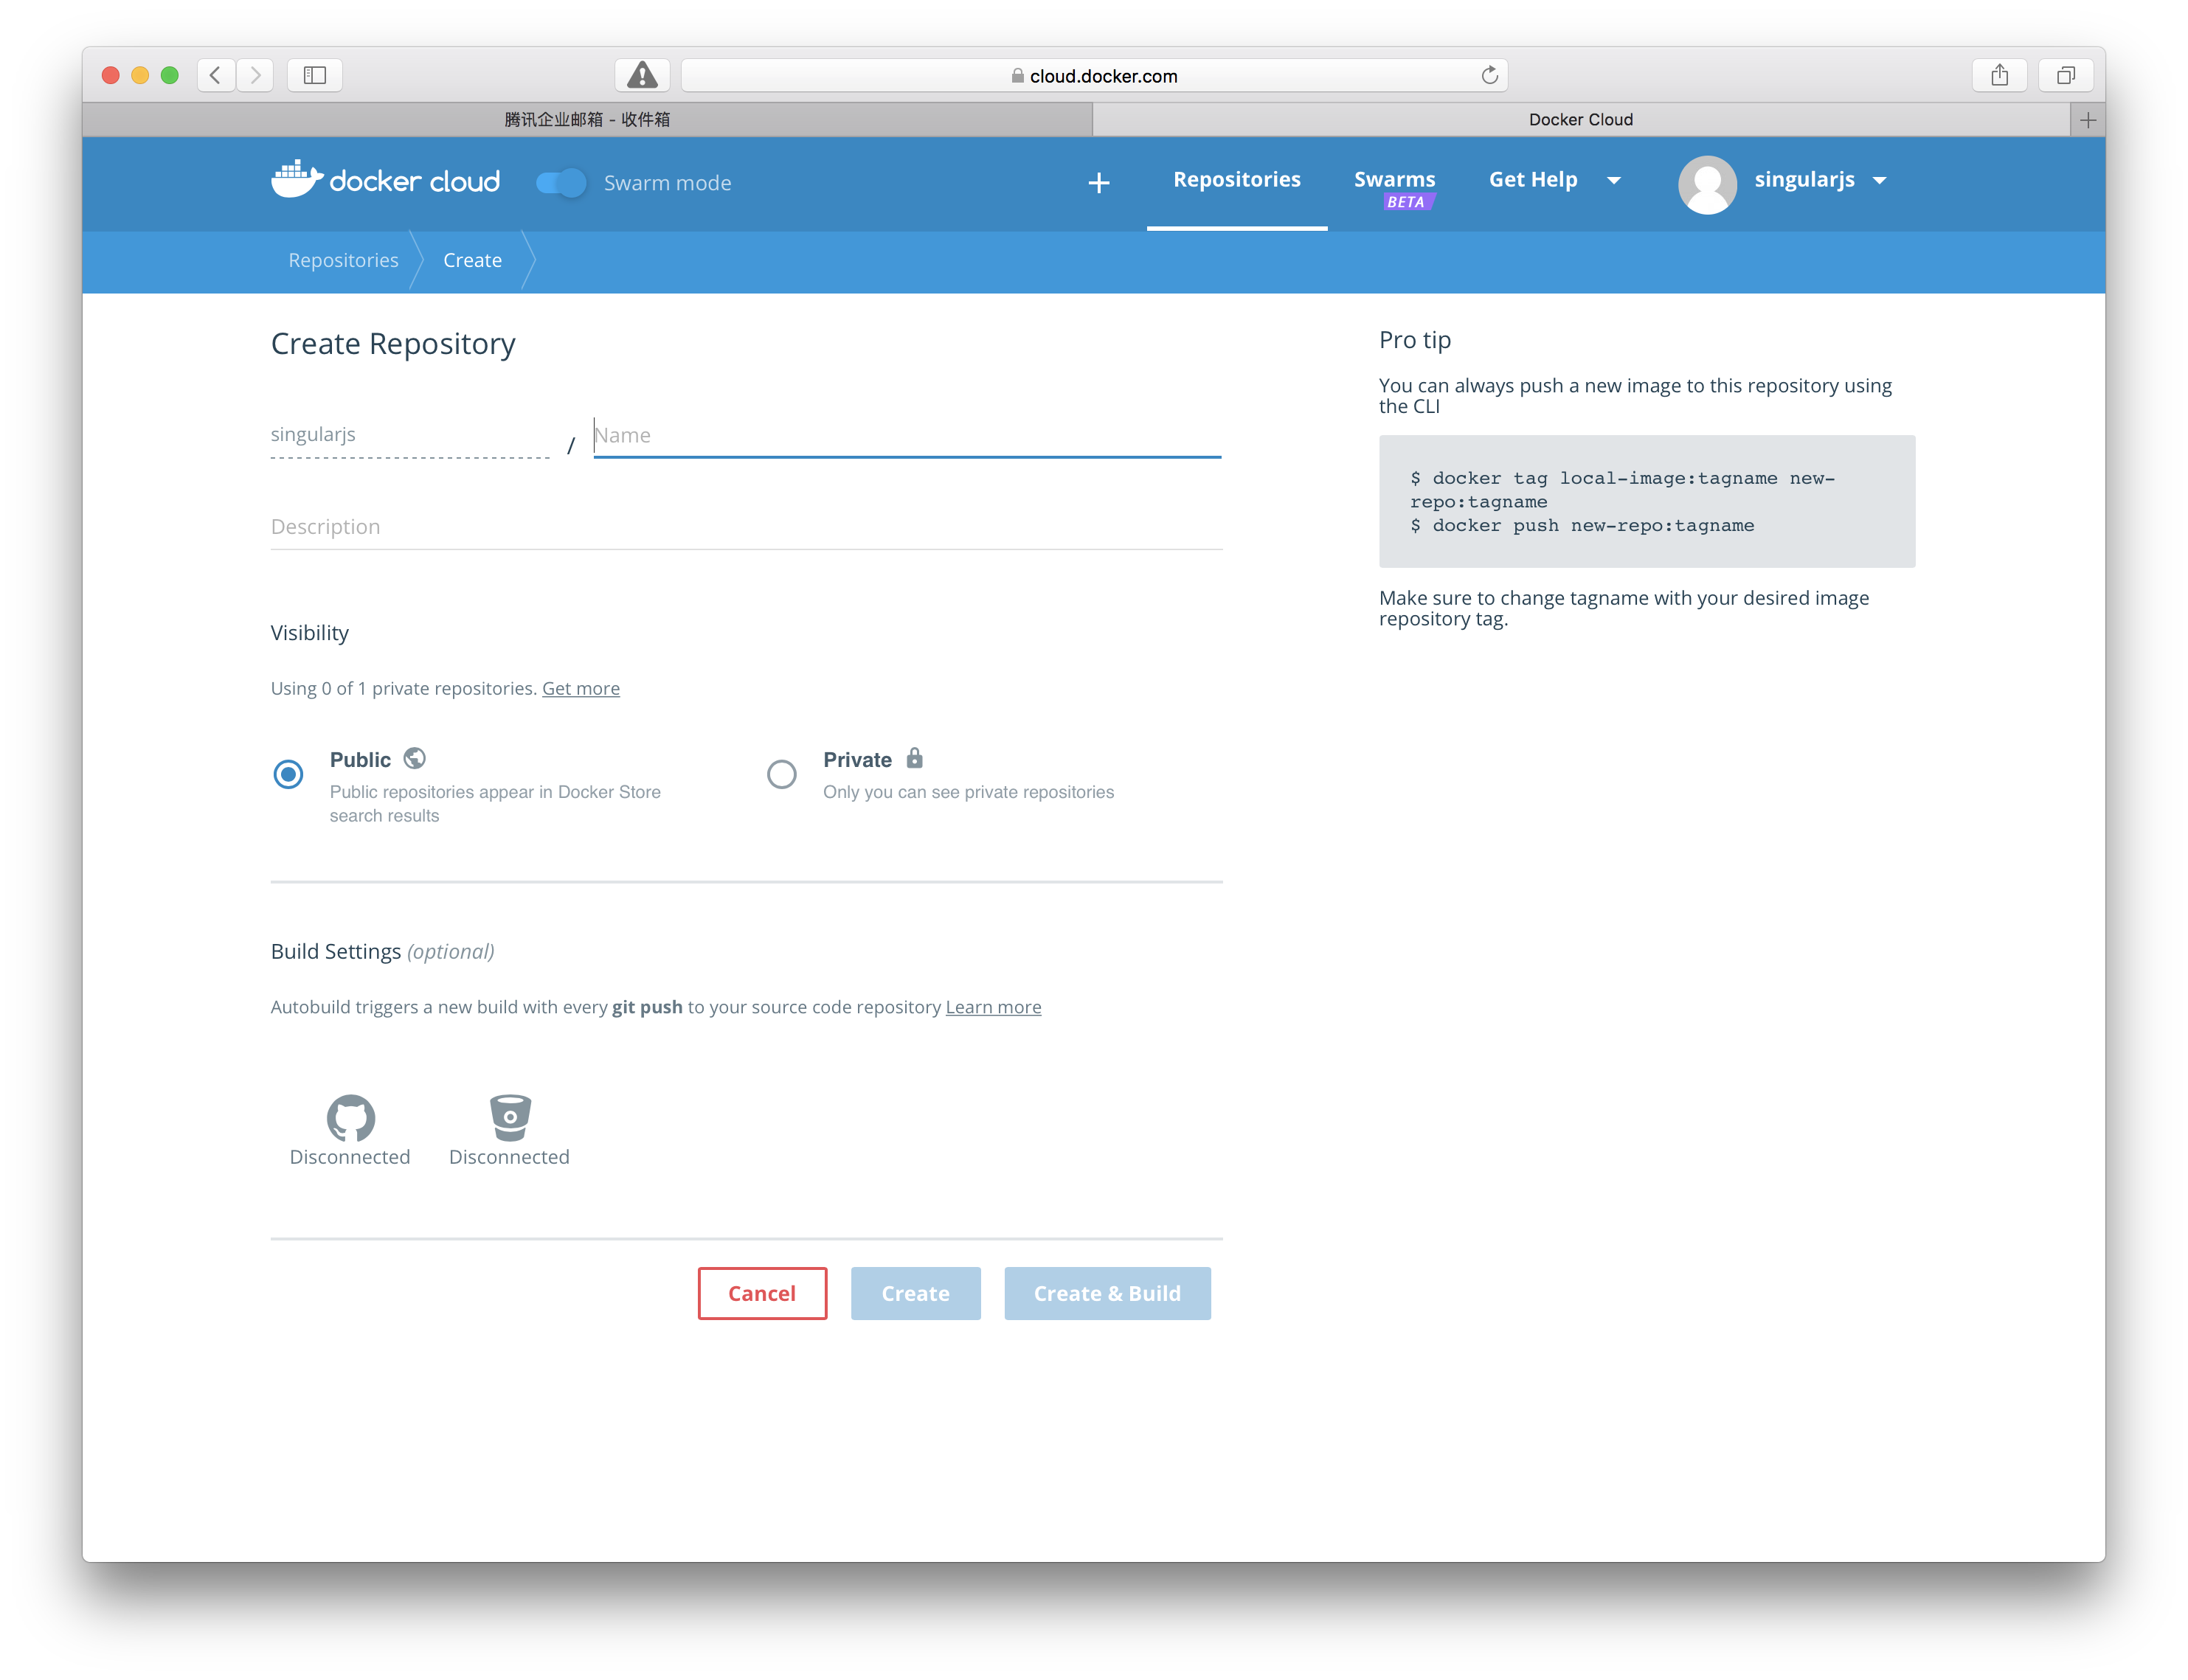 cloud.docker.com
腾讯企业邮箱 - 收件箱
Docker Cloud
docker cloud
Swarm mode
Repositories
Swarms
BETA
Get Help
singularjs
Repositories
Create
Create Repository
singularjs / Name
Description
Visibility
Using 0 of 1 private repositories. Get more
Public
Public repositories appear in Docker Store
search results
Private
Only you can see private repositories
Build Settings (optional)
Autobuild triggers a new build with every git push to your source code repository Learn more
Disconnected
Disconnected
Cancel
Create
Create & Build
Pro tip
You can always push a new image to this repository using
the CLI
$ docker tag local-image:tagname new-
repo:tagname
$ docker push new-repo:tagname
Make sure to change tagname with your desired image
repository tag.